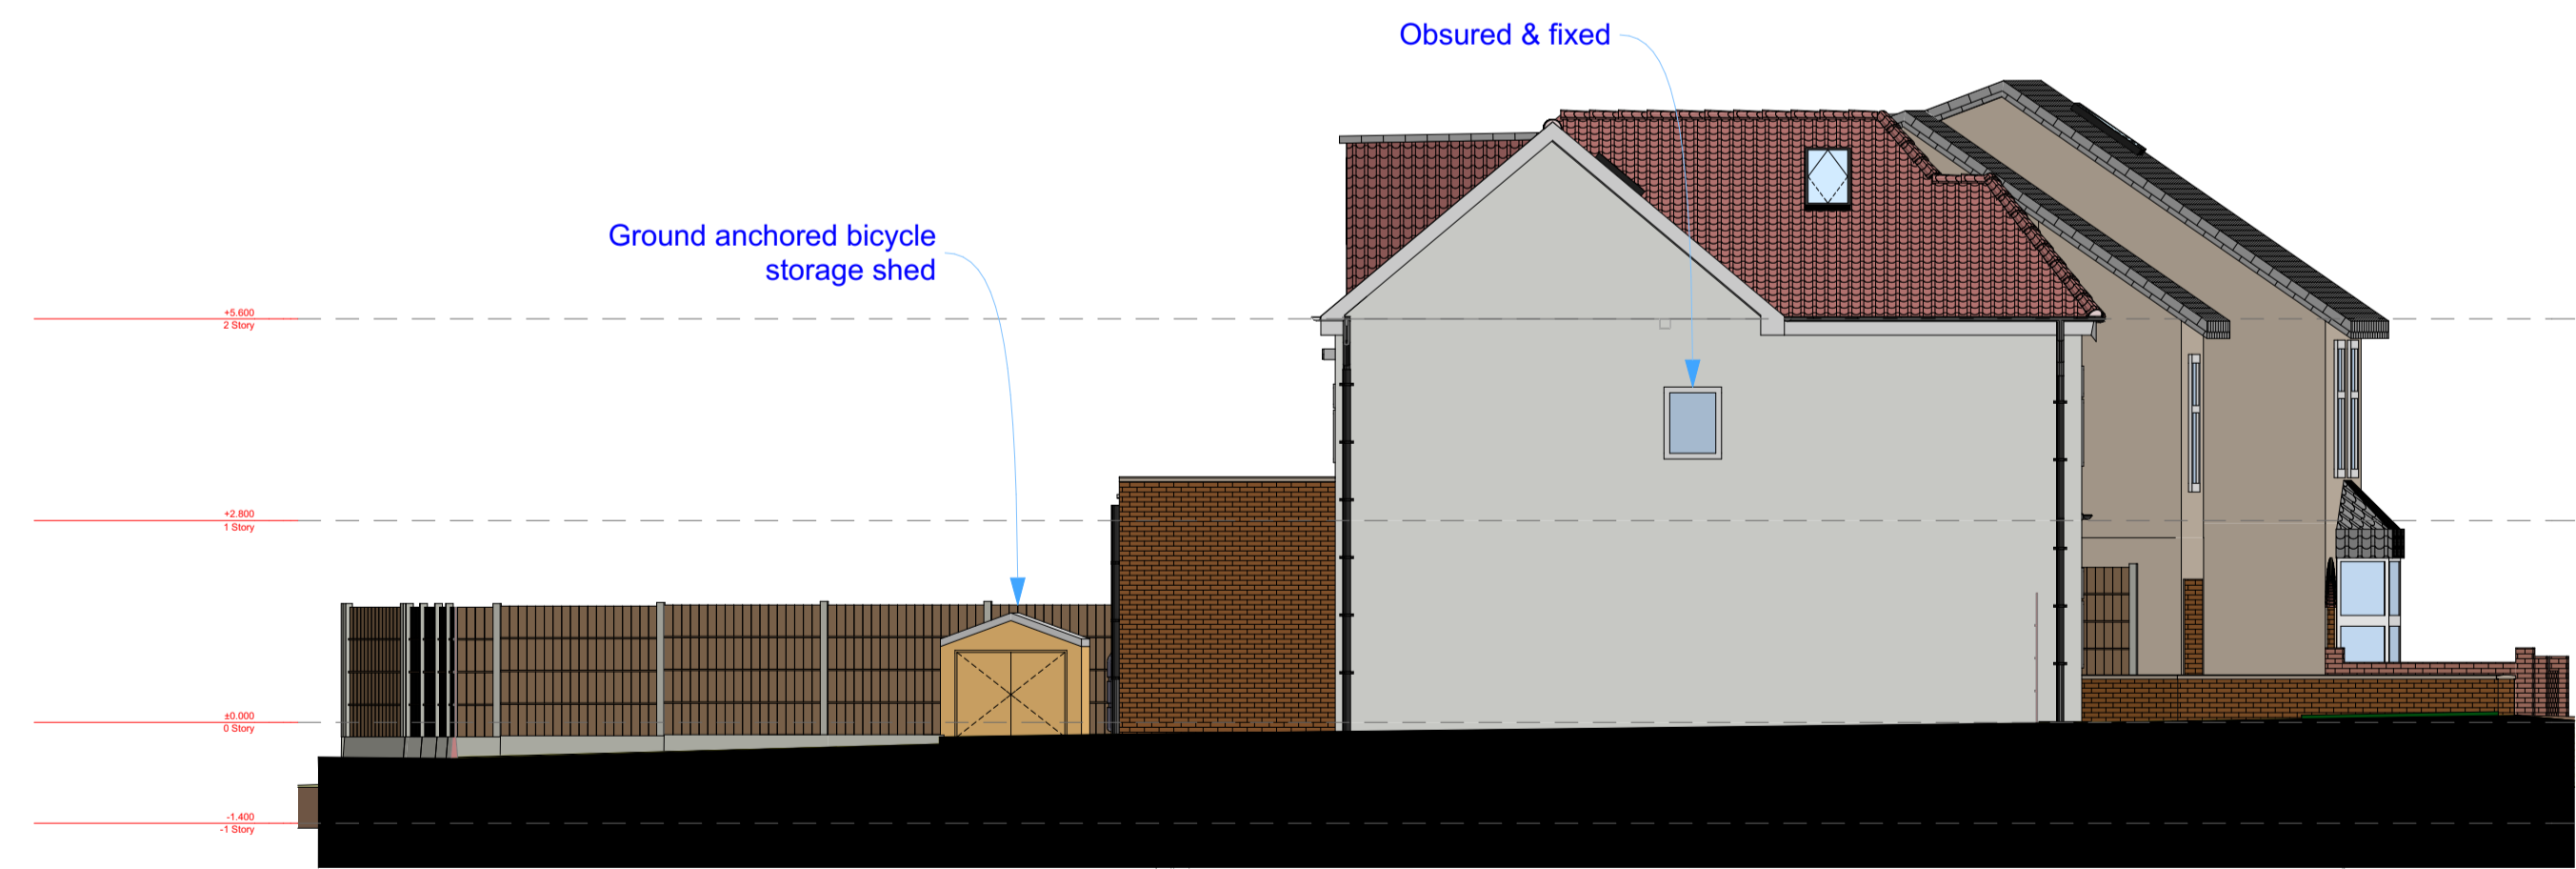 Obsured & fixed
Ground anchored bicycle
storage shed
+5.600
2 Story
+2.800
1 Story
±0.000
0 Story
-1.400
-1 Story